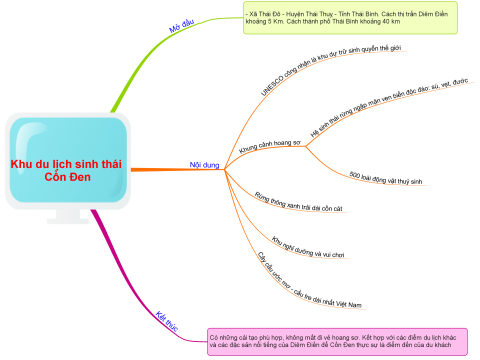 Mở đầu
- Xã Thái Đô - Huyện Thái Thụy - Tỉnh Thái Bình. Cách thị trấn Diêm Điền
khoảng 5 Km. Cách thành phố Thái Bình khoảng 40 km
Khu du lịch sinh thái
Cồn Đen
Nội dung
UNESCO công nhận là khu dự trữ sinh quyển thế giới
Khung cảnh hoang sơ
Hệ sinh thái rừng ngập mặn ven biển độc đáo: sú, vẹt, đước
500 loài động vật thuỷ sinh
Rừng thông xanh trải dài cồn cát
Khu nghỉ dưỡng và vui chơi
Cây cầu ước mơ - cầu tre dài nhất Việt Nam
Kết thúc
Có những cải tạo phù hợp, không mất đi vẻ hoang sơ. Kết hợp với các điểm du lịch khác
và các đặc sản nổi tiếng của Diêm Điền để Cồn Đen thực sự là điểm đến của du khách